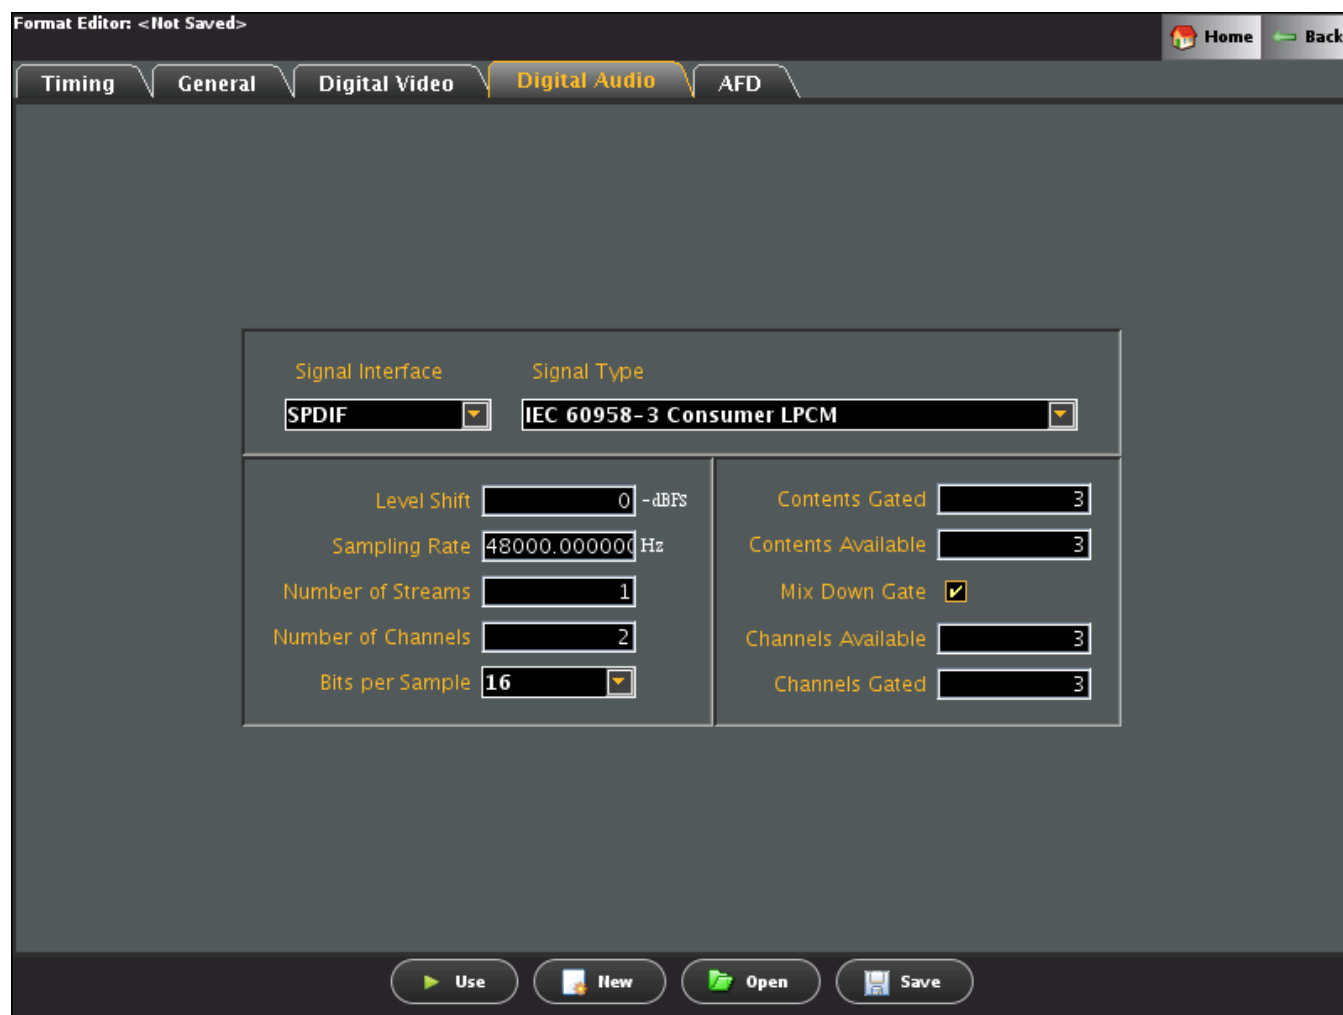 Format Editor: <Not Saved>
Home Back
Timing General Digital Video Digital Audio AFD
Signal Interface Signal Type
SPDIF IEC 60958-3 Consumer LPCM
Level Shift 0 -dBFs
Sampling Rate 48000.000000 Hz
Number of Streams 1
Number of Channels 2
Bits per Sample 16
Contents Gated 3
Contents Available 3
Mix Down Gate
Channels Available 3
Channels Gated 3
Use New Open Save